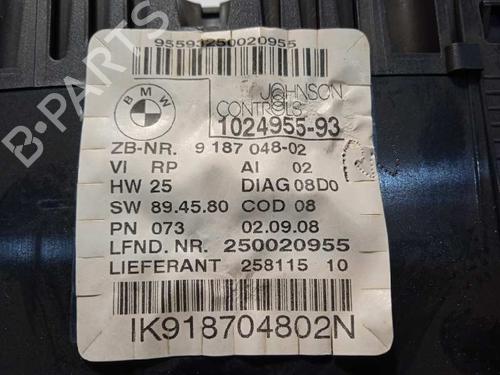 95593250020955
BMW
JOHNSON
CONTROLS
1024955-93
ZB-NR. 9 187 048-02
VI RP AI 02
HW 25 DIAG 08D0
SW 89.45.80 COD 08
PN 073 02.09.08
LFND. NR. 250020955
LIEFERANT 258115 10
IK918704802N
B-PARTS